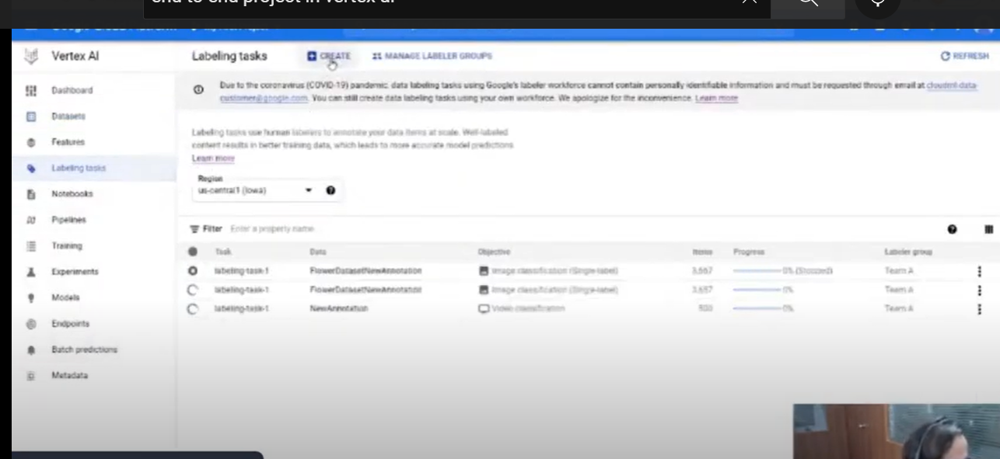 end to end project in vertex ai
Vertex AI
Labeling tasks
CREATE
MANAGE LABELER GROUPS
REFRESH
Due to the coronavirus (COVID-19) pandemic, data labeling tasks using Google's labeler workforce cannot contain personally identifiable information and must be requested through email at cloudml-data-
customer@google.com. You can still create data labeling tasks using your own workforce. We apologize for the inconvenience. Learn more
Dashboard
Datasets
Features
Labeling tasks
Notebooks
Pipelines
Training
Experiments
Models
Endpoints
Batch predictions
Metadata
Labeling tasks use human labelers to annotate your data items at scale. Well-labeled
content results in better training data, which leads to more accurate model predictions.
Learn more
Region
us-central1 (Iowa)
Filter Enter a property name
Task Data Objective Items Progress Labeler group
labeling-task-1 FlowerDatasetNewAnnotation Image classification (Single-label) 3,667 0% (Stopped) Team A
labeling-task-1 FlowerDatasetNewAnnotation Image classification (Single-label) 0% Team A
labeling-task-1 NewAnnotation Video classification 500 0% Team A